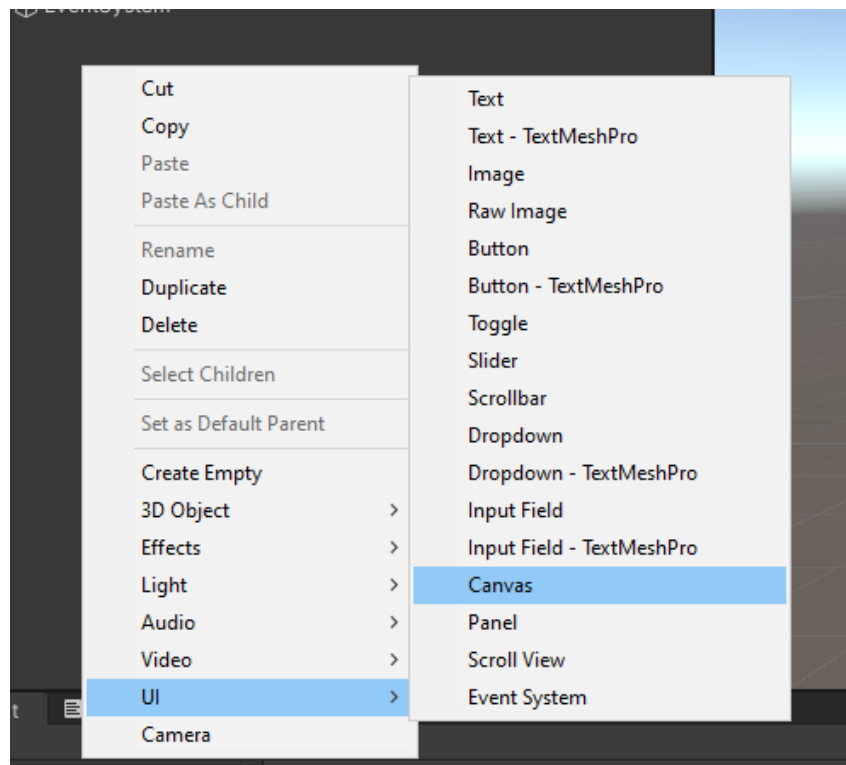 EventSystem
Cut
Copy
Paste
Paste As Child
Rename
Duplicate
Delete
Select Children
Set as Default Parent
Create Empty
3D Object
Effects
Light
Audio
Video
UI
Camera
Text
Text - TextMeshPro
Image
Raw Image
Button
Button - TextMeshPro
Toggle
Slider
Scrollbar
Dropdown
Dropdown - TextMeshPro
Input Field
Input Field - TextMeshPro
Canvas
Panel
Scroll View
Event System
t